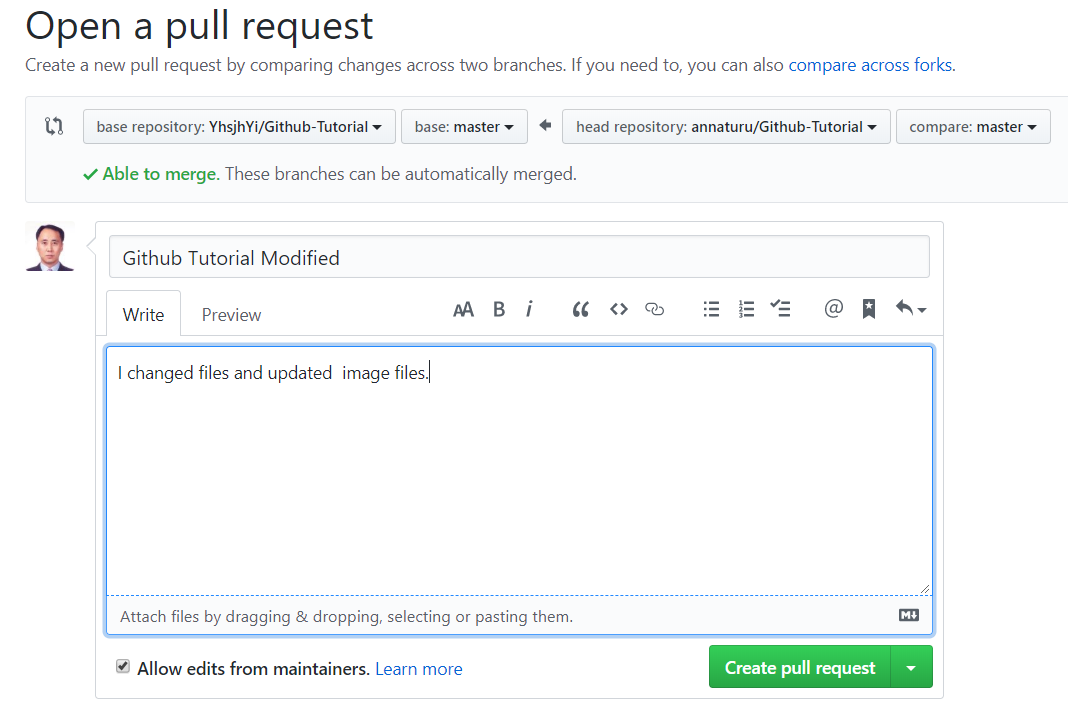 Open a pull request
Create a new pull request by comparing changes across two branches. If you need to, you can also compare across forks.
base repository: YhsjhYi/Github-Tutorial base: master head repository: annaturu/Github-Tutorial compare: master
Able to merge. These branches can be automatically merged.
Github Tutorial Modified
Write Preview AA B i @
I changed files and updated  image files.
Attach files by dragging & dropping, selecting or pasting them. M
Allow edits from maintainers. Learn more Create pull request